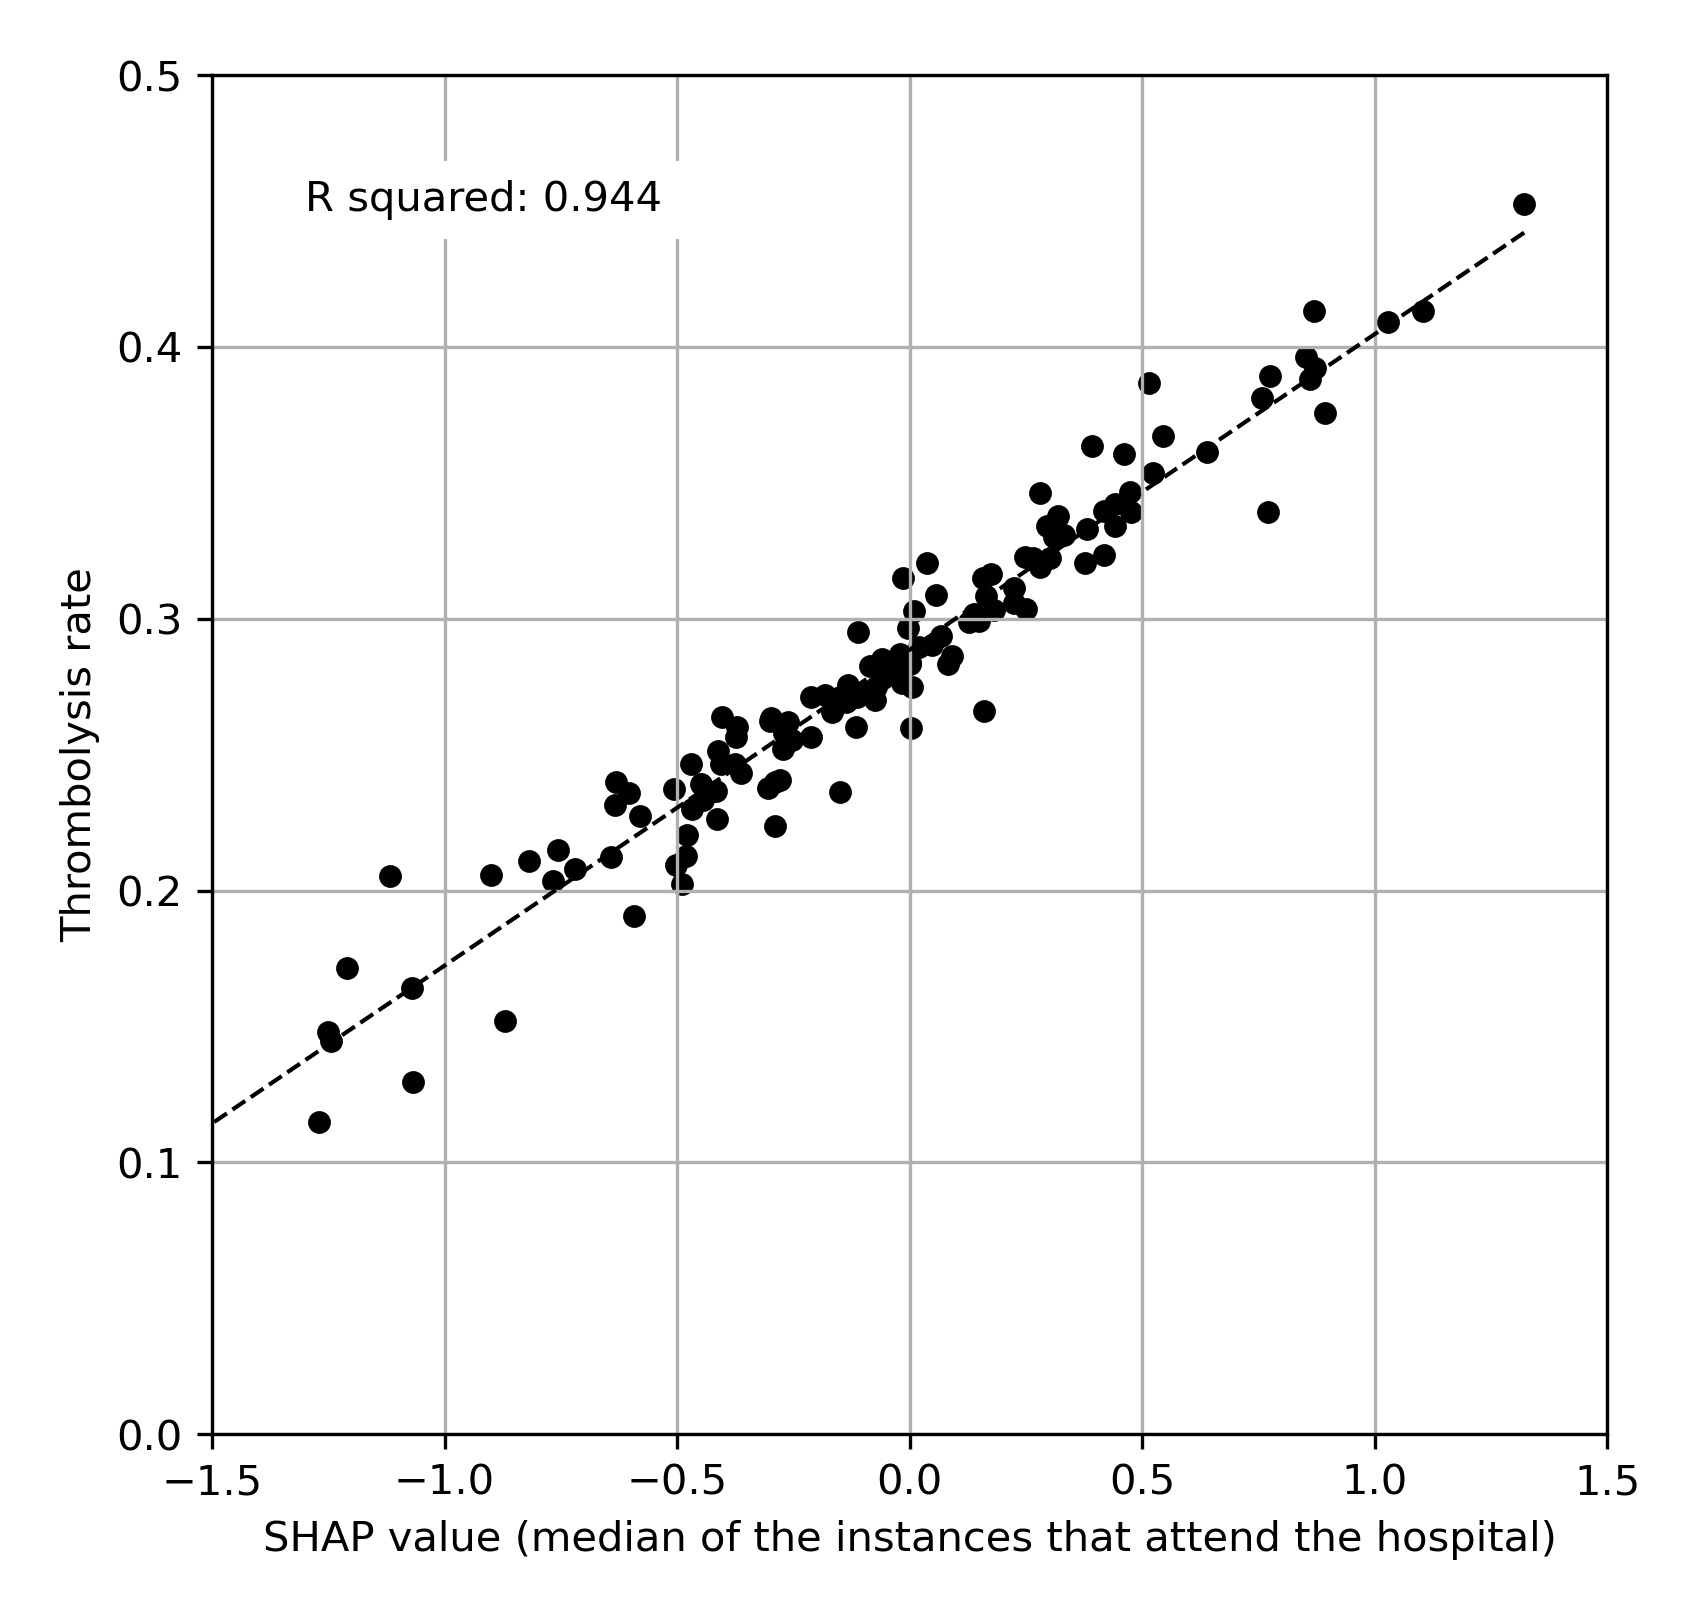 0.5
R squared: 0.944
0.4
0.3
Thrombolysis rate
0.2
0.1
0.0
−1.5 −1.0 −0.5 0.0 0.5 1.0 1.5
SHAP value (median of the instances that attend the hospital)